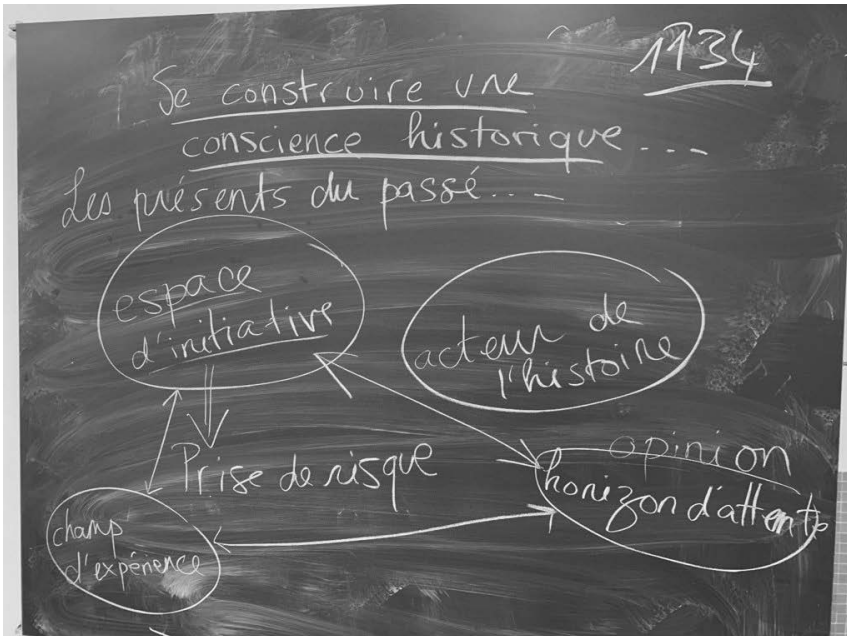 1934
Se construire une
conscience historique ...
Les présents du passé ...
espace
d'initiative
acteur de
l'histoire
Prise de risque
opinion
horizon d'attente
champ
d'expérience